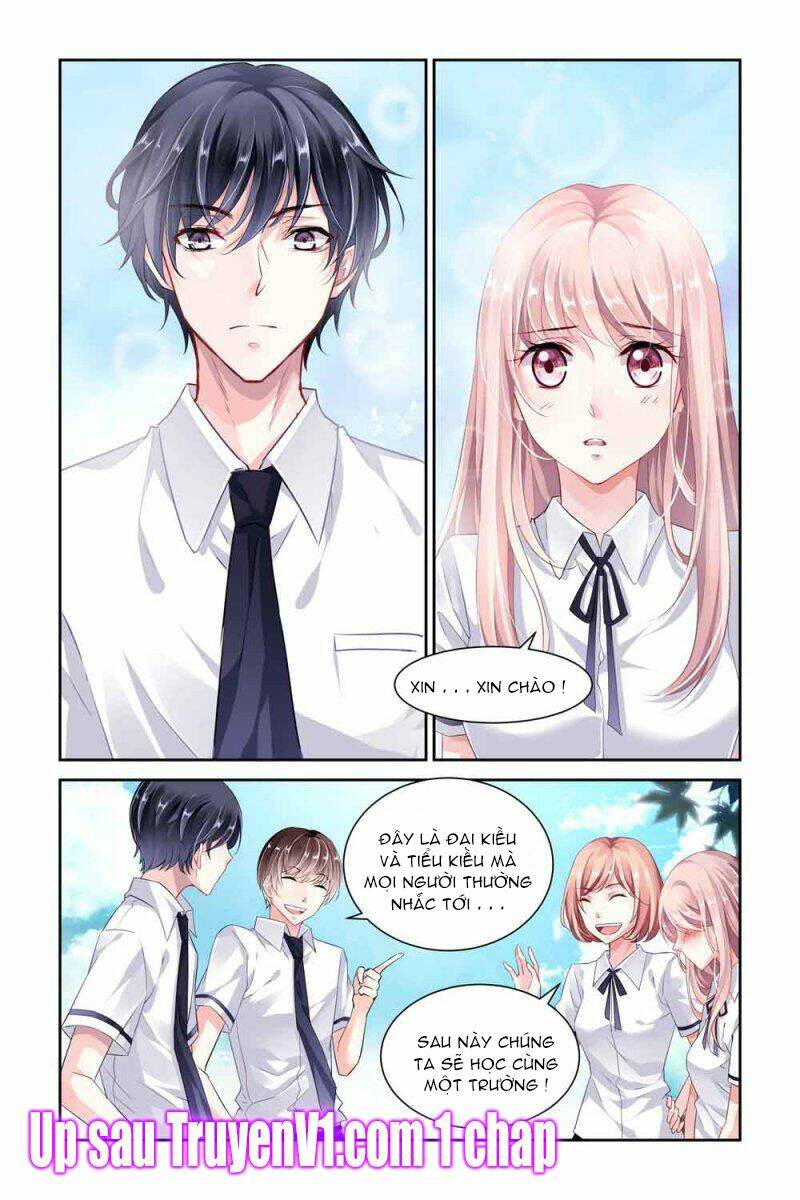 XIN . . . XIN CHÀO !
ĐÂY LÀ ĐẠI KIỀU
VÀ TIỂU KIỀU MÀ
MỌI NGƯỜI THƯỜNG
NHẮC TỚI . . .
SAU NÀY CHÚNG
TA SẼ HỌC CÙNG
MỘT TRƯỜNG !
Up sau TruyenV1.com 1 chap